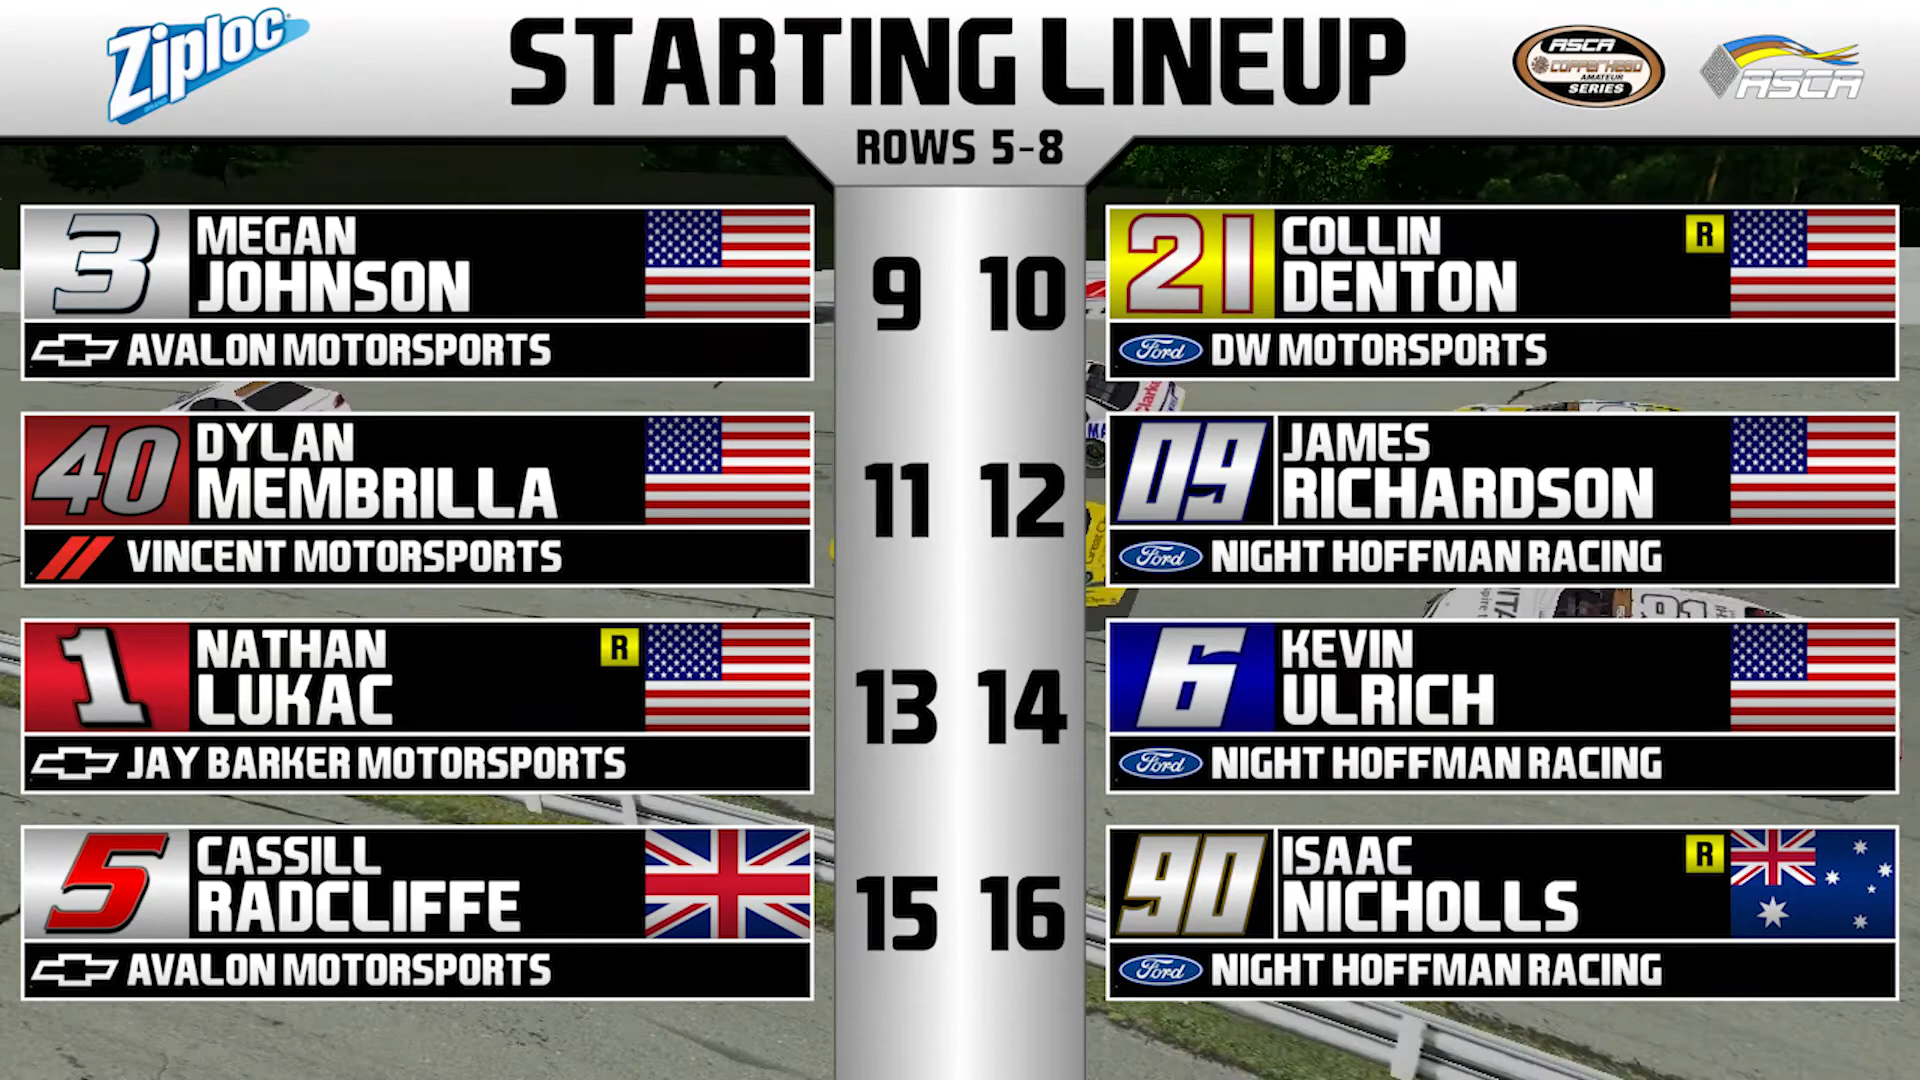 Ziploc
BRAND
STARTING LINEUP
ASCA
COPPERHEAD
AMATEUR
SERIES
ASCA
ROWS 5-8
3
MEGAN
JOHNSON
AVALON MOTORSPORTS
9
10
21
COLLIN
R
DENTON
Ford
DW MOTORSPORTS
40
DYLAN
MEMBRILLA
VINCENT MOTORSPORTS
11
12
09
JAMES
RICHARDSON
Ford
NIGHT HOFFMAN RACING
1
NATHAN
R
LUKAC
JAY BARKER MOTORSPORTS
13
14
6
KEVIN
ULRICH
Ford
NIGHT HOFFMAN RACING
5
CASSILL
RADCLIFFE
AVALON MOTORSPORTS
15
16
90
ISAAC
R
NICHOLLS
Ford
NIGHT HOFFMAN RACING